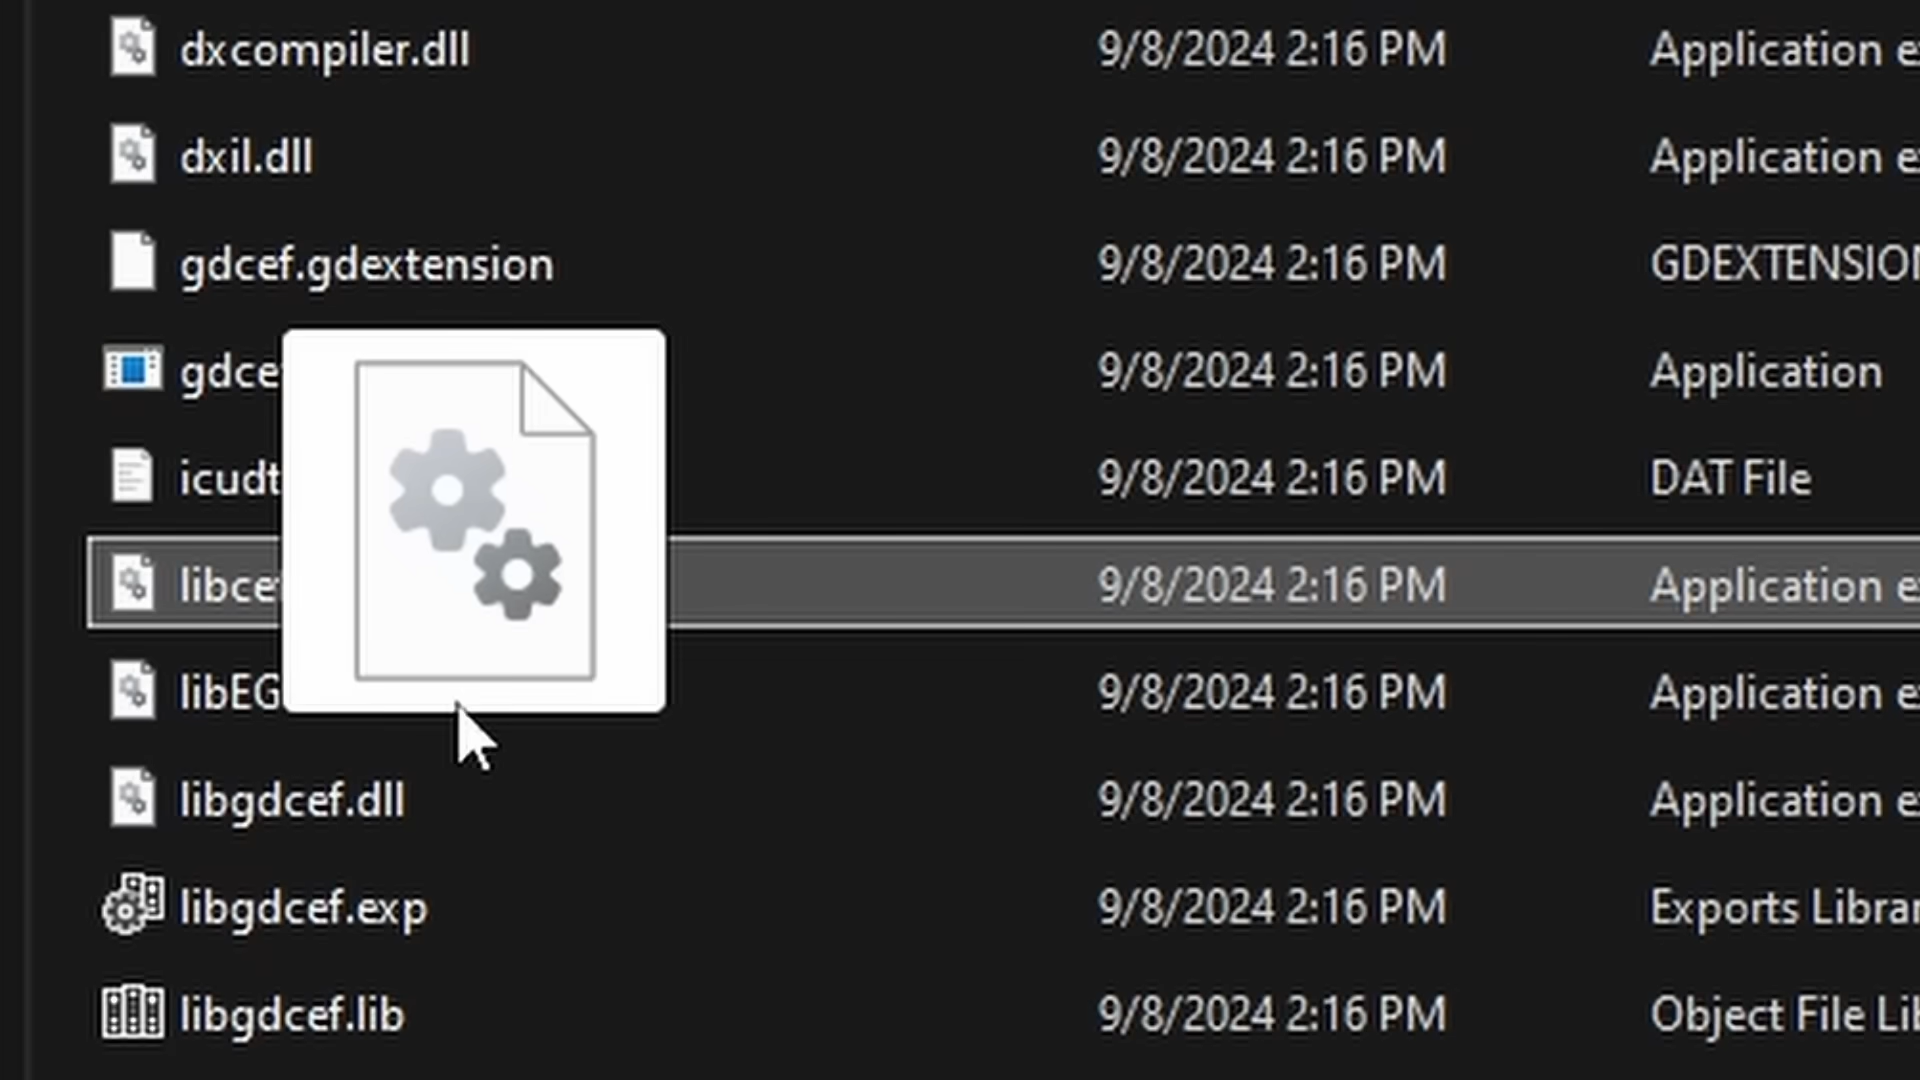 dxcompiler.dll 9/8/2024 2:16 PM Application e
dxil.dll 9/8/2024 2:16 PM Application e
gdcef.gdextension 9/8/2024 2:16 PM GDEXTENSION
gdce 9/8/2024 2:16 PM Application
icudt 9/8/2024 2:16 PM DAT File
libce 9/8/2024 2:16 PM Application e
libEG 9/8/2024 2:16 PM Application e
libgdcef.dll 9/8/2024 2:16 PM Application e
libgdcef.exp 9/8/2024 2:16 PM Exports Librar
libgdcef.lib 9/8/2024 2:16 PM Object File Lib